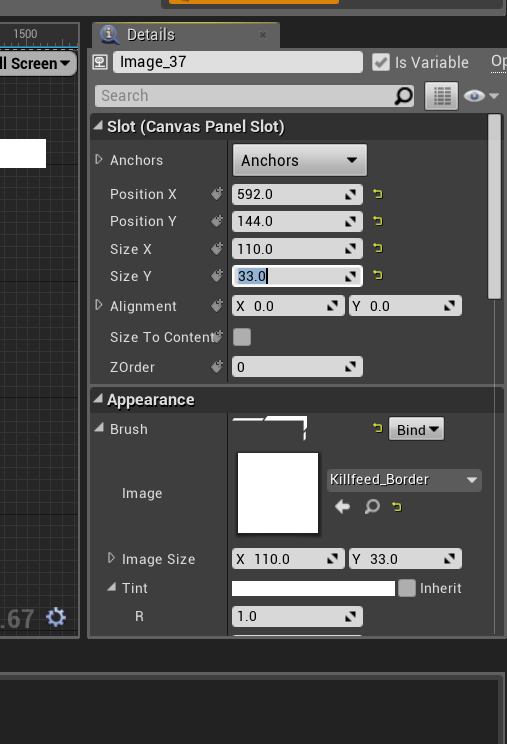 1500
Details
ll Screen
Image_37
Is Variable
Op
Search
Slot (Canvas Panel Slot)
Anchors
Anchors
Position X
592.0
Position Y
144.0
Size X
110.0
Size Y
33.0
Alignment
X 0.0
Y 0.0
Size To Content
ZOrder
0
Appearance
Brush
Bind
Image
Killfeed_Border
Image Size
X 110.0
Y 33.0
Tint
Inherit
.67
R
1.0